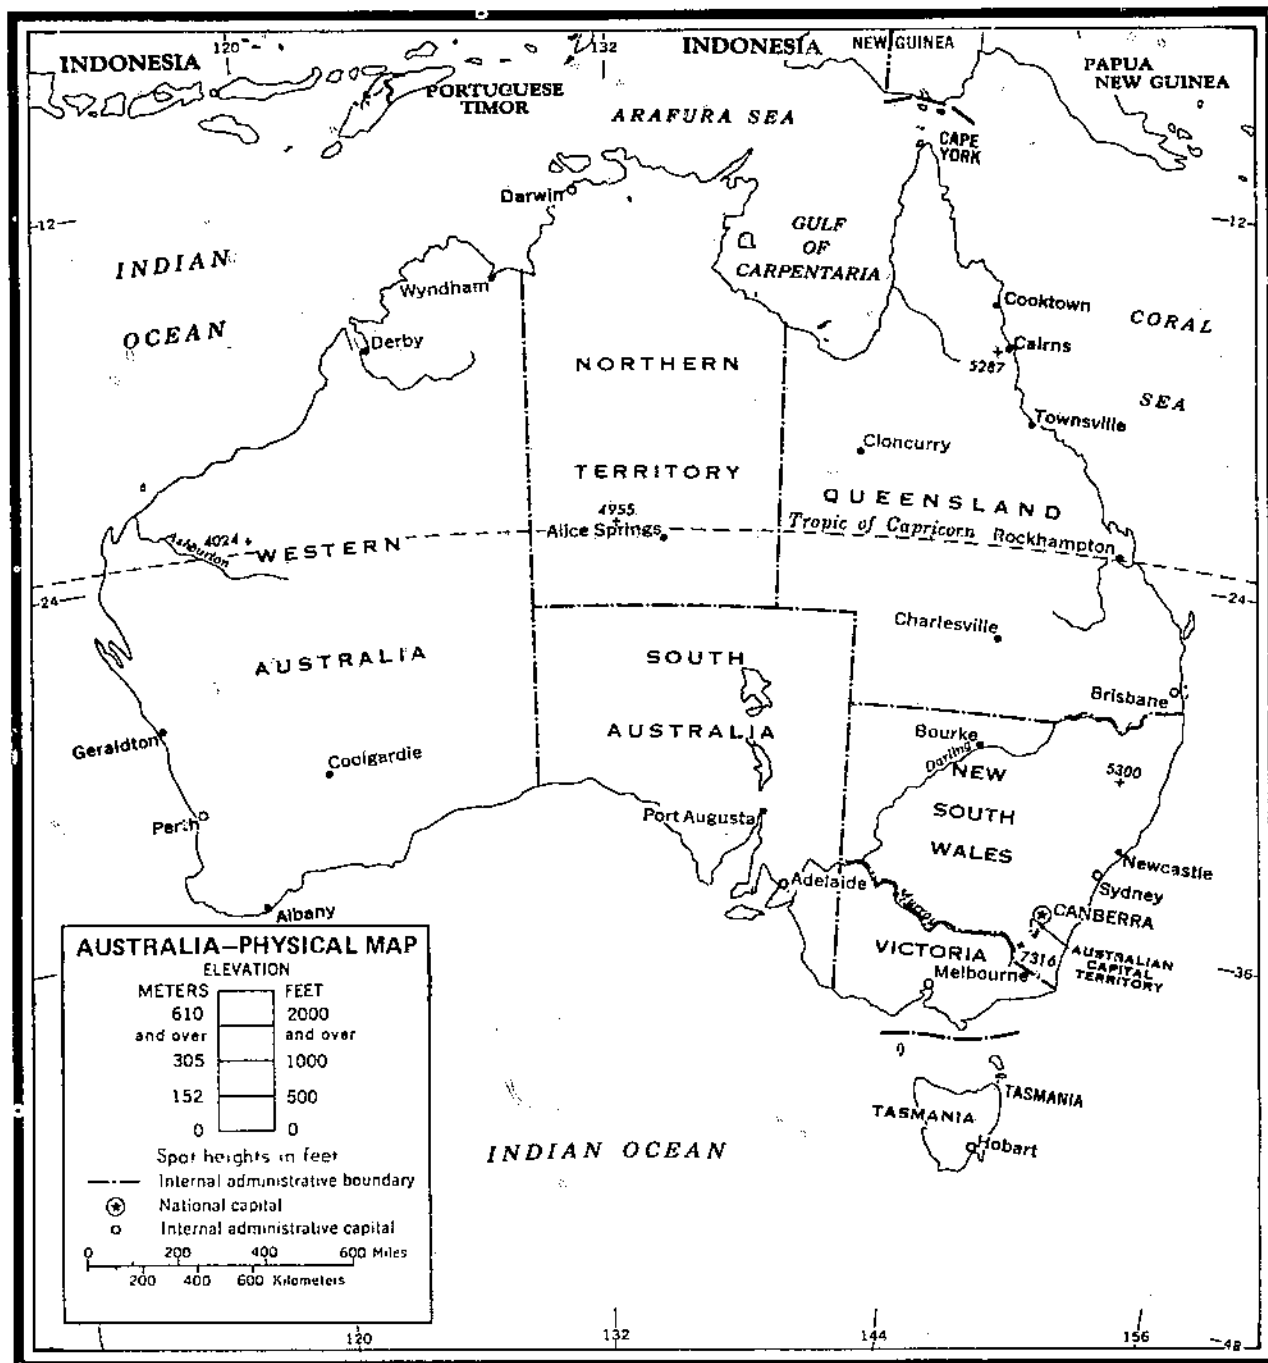 120
132
INDONESIA
INDONESIA
NEW GUINEA
PAPUA
NEW GUINEA
PORTUGUESE
TIMOR
ARAFURA SEA
CAPE
YORK
Darwin
12
12
GULF
OF
CARPENTARIA
INDIAN
OCEAN
Wyndham
Derby
Cooktown
CORAL
SEA
Cairns
5287
NORTHERN
TERRITORY
Townsville
Cloncurry
QUEENSLAND
4955
Alice Springs
Tropic of Capricorn
Rockhampton
Ashburton
4024
WESTERN
AUSTRALIA
24
24
Charlesville
SOUTH
AUSTRALIA
Brisbane
Bourke
Darling
NEW
SOUTH
WALES
5300
Geraldton
Coolgardie
Perth
Port Augusta
Newcastle
Adelaide
Sydney
Murray
CANBERRA
Albany
VICTORIA
7316
AUSTRALIAN
CAPITAL
TERRITORY
36
Melbourne
TASMANIA
TASMANIA
Hobart
INDIAN OCEAN
AUSTRALIA–PHYSICAL MAP
ELEVATION
METERS FEET
610 2000
and over and over
305 1000
152 500
0 0
Spot heights in feet
Internal administrative boundary
National capital
Internal administrative capital
0 200 400 600 Miles
200 400 600 Kilometers
120
132
144
156
48